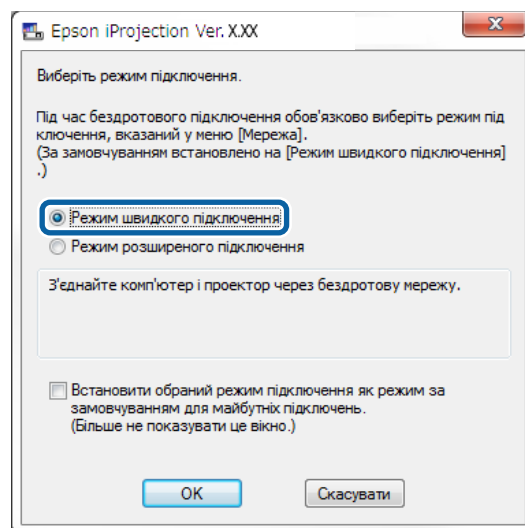 Epson iProjection Ver. X.XX
Виберіть режим підключення.
Під час бездротового підключення обов'язково виберіть режим під
ключення, вказаний у меню [Мережа].
(За замовчуванням встановлено на [Режим швидкого підключення]
.)
Режим швидкого підключення
Режим розширеного підключення
З'єднайте комп'ютер і проектор через бездротову мережу.
Встановити обраний режим підключення як режим за
замовчуванням для майбутніх підключень.
(Більше не показувати це вікно.)
OK
Скасувати